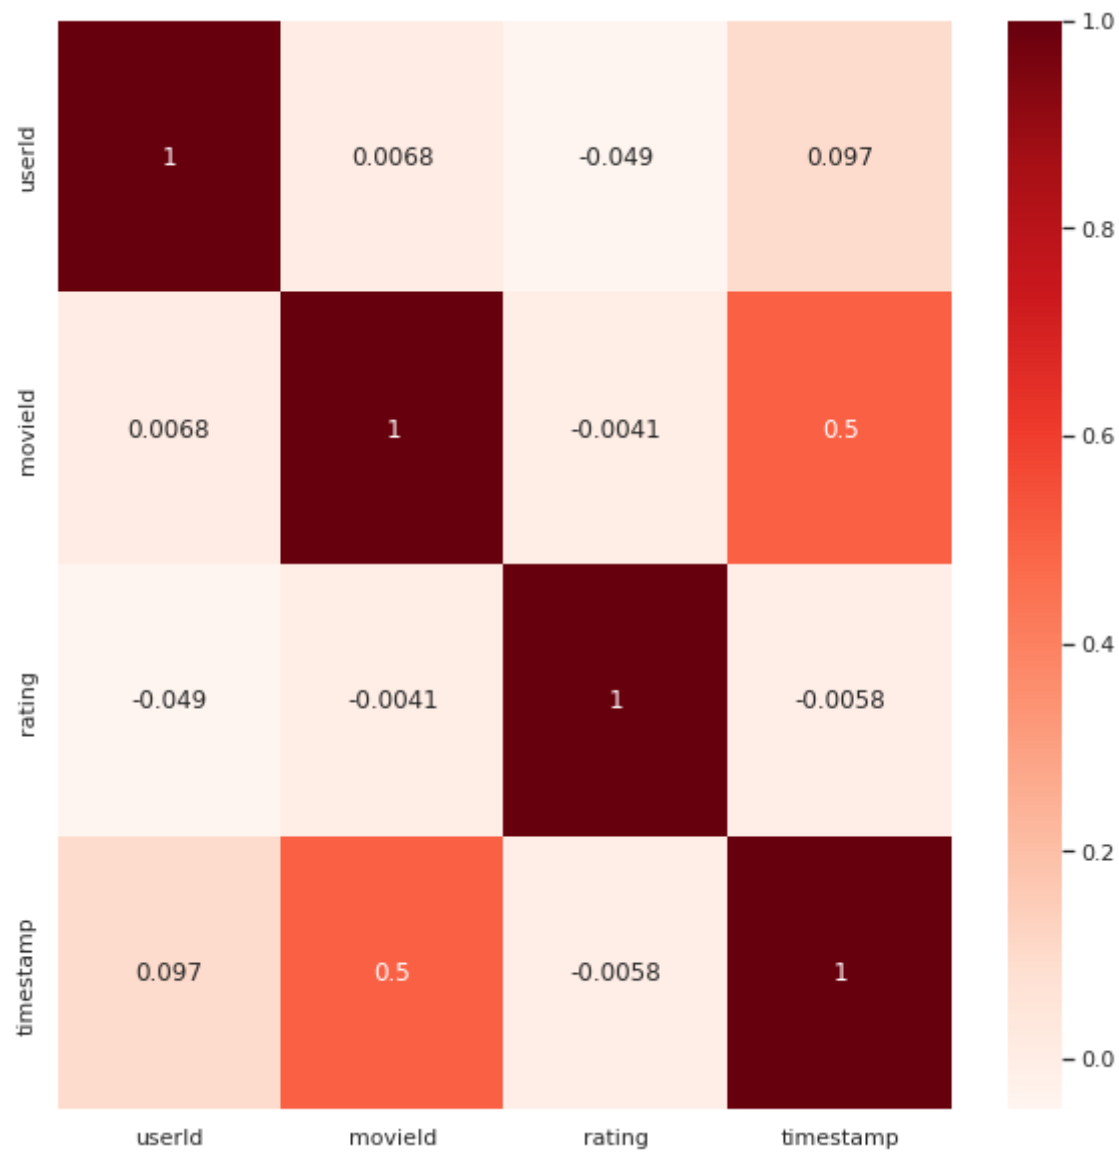 1.0
userId 1 0.0068 -0.049 0.097
0.8
movieId 0.0068 1 -0.0041 0.5
0.6
0.4
rating -0.049 -0.0041 1 -0.0058
0.2
timestamp 0.097 0.5 -0.0058 1
0.0
userId movieId rating timestamp